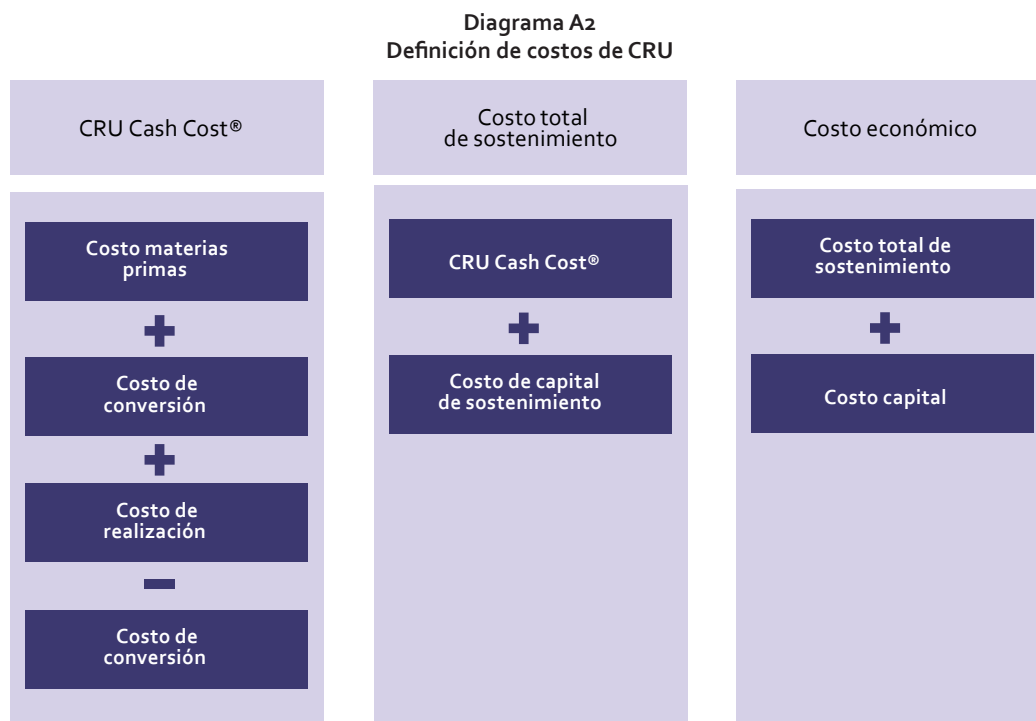 Diagrama A2
Definición de costos de CRU
CRU Cash Cost®
Costo materias
primas
+
Costo de
conversión
+
Costo de
realización
-
Costo de
conversión
Costo total
de sostenimiento
CRU Cash Cost®
+
Costo de capital
de sostenimiento
Costo económico
Costo total de
sostenimiento
+
Costo capital